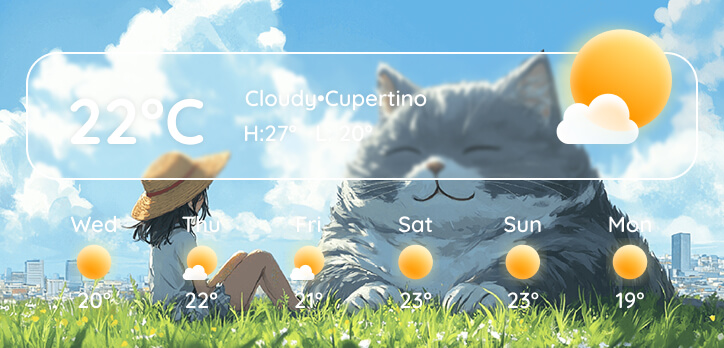 22°C
Cloudy•Cupertino
H:27° L: 20°
Wed Thu Fri Sat Sun Mon
20° 22° 21° 23° 23° 19°